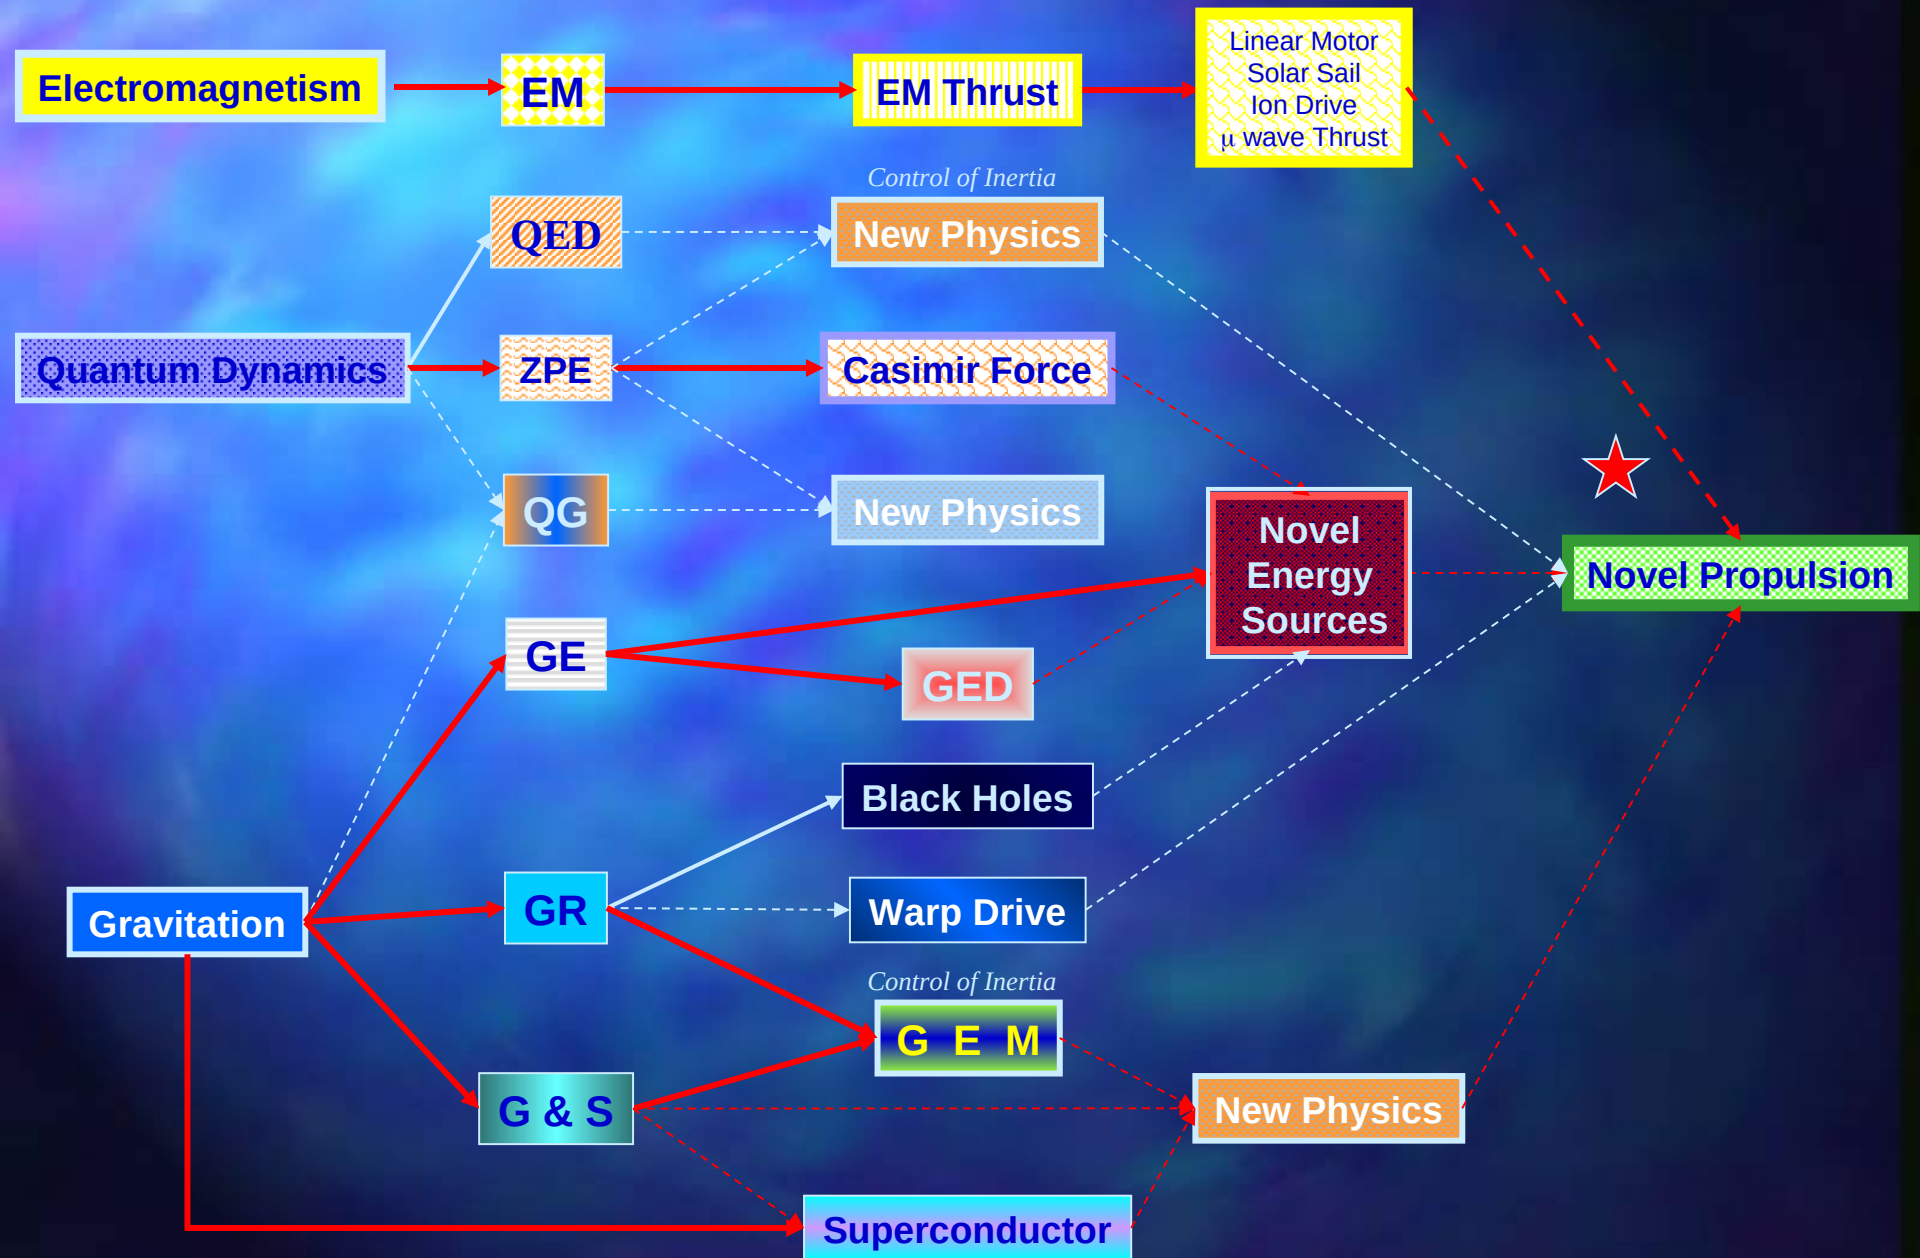 Electromagnetism
EM
EM Thrust
Linear Motor
Solar Sail
Ion Drive
μ wave Thrust
Control of Inertia
QED
New Physics
Quantum Dynamics
ZPE
Casimir Force
QG
New Physics
Novel
Energy
Sources
Novel Propulsion
GE
GED
Black Holes
Gravitation
GR
Warp Drive
Control of Inertia
G E M
G & S
New Physics
Superconductor